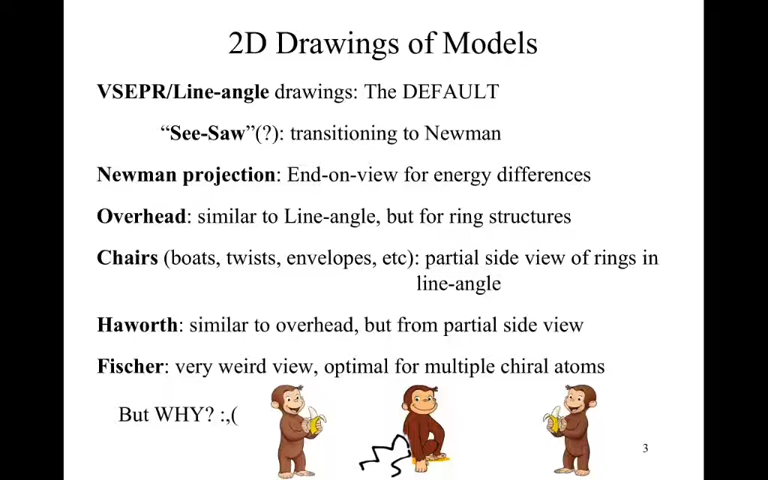 2D Drawings of Models
VSEPR/Line-angle drawings: The DEFAULT
“See-Saw”(?): transitioning to Newman
Newman projection: End-on-view for energy differences
Overhead: similar to Line-angle, but for ring structures
Chairs (boats, twists, envelopes, etc): partial side view of rings in
line-angle
Haworth: similar to overhead, but from partial side view
Fischer: very weird view, optimal for multiple chiral atoms
But WHY? :,(
3